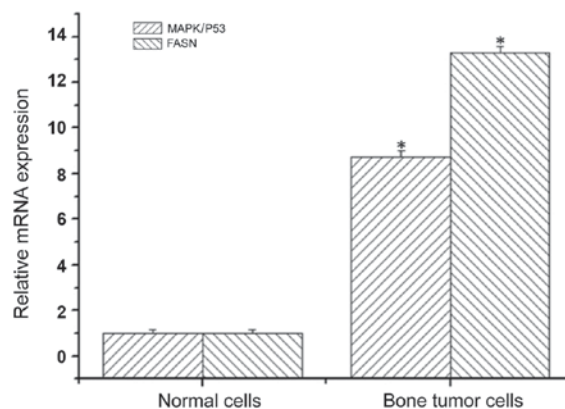 MAPK/P53
FASN
14
12
10
8
6
4
2
0
Relative mRNA expression
*
*
Normal cells
Bone tumor cells